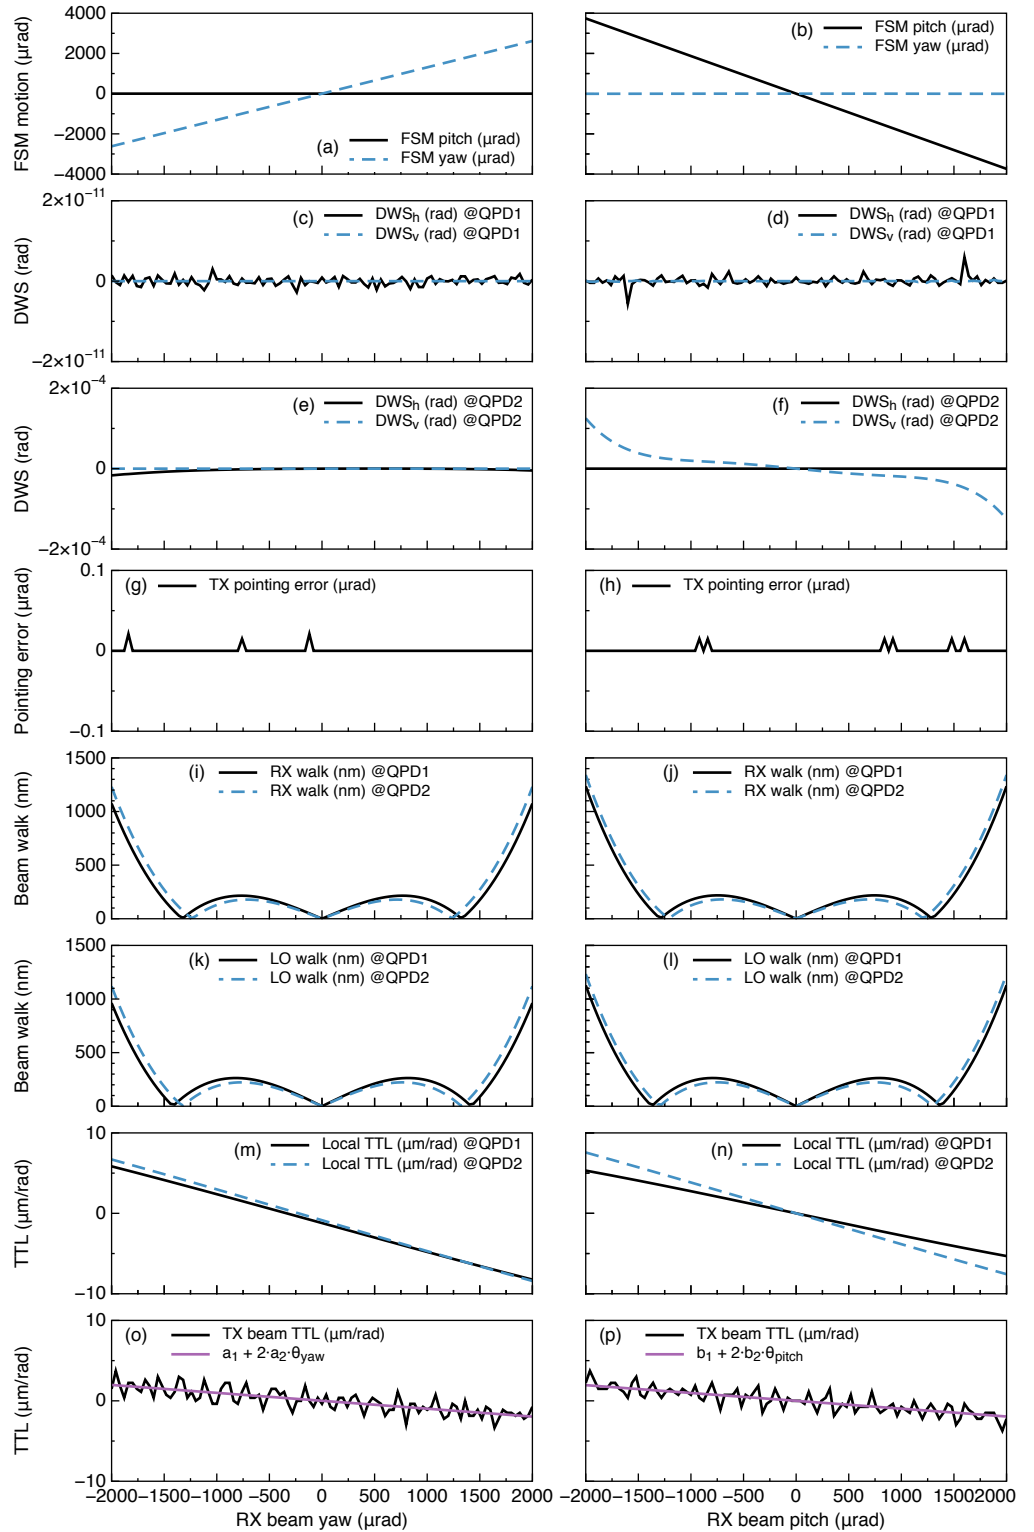 4000
2000
0
−2000
−4000
FSM motion (µrad)
(a)
FSM pitch (µrad)
FSM yaw (µrad)
(b)
FSM pitch (µrad)
FSM yaw (µrad)
2×10⁻¹¹
0
−2×10⁻¹¹
DWS (rad)
(c)
DWSₕ (rad) @QPD1
DWSᵥ (rad) @QPD1
(d)
DWSₕ (rad) @QPD1
DWSᵥ (rad) @QPD1
2×10⁻⁴
0
−2×10⁻⁴
DWS (rad)
(e)
DWSₕ (rad) @QPD2
DWSᵥ (rad) @QPD2
(f)
DWSₕ (rad) @QPD2
DWSᵥ (rad) @QPD2
0.1
0
−0.1
Pointing error (µrad)
(g)
TX pointing error (µrad)
(h)
TX pointing error (µrad)
1500
1000
500
0
Beam walk (nm)
(i)
RX walk (nm) @QPD1
RX walk (nm) @QPD2
(j)
RX walk (nm) @QPD1
RX walk (nm) @QPD2
1500
1000
500
0
Beam walk (nm)
(k)
LO walk (nm) @QPD1
LO walk (nm) @QPD2
(l)
LO walk (nm) @QPD1
LO walk (nm) @QPD2
10
0
−10
TTL (µm/rad)
(m)
Local TTL (µm/rad) @QPD1
Local TTL (µm/rad) @QPD2
(n)
Local TTL (µm/rad) @QPD1
Local TTL (µm/rad) @QPD2
10
0
−10
TTL (µm/rad)
(o)
TX beam TTL (µm/rad)
a₁ + 2·a₂·θyaw
(p)
TX beam TTL (µm/rad)
b₁ + 2·b₂·θpitch
−2000 −1500 −1000 −500 0 500 1000 1500 2000
RX beam yaw (µrad)
−2000 −1500 −1000 −500 0 500 1000 1500 2000
RX beam pitch (µrad)